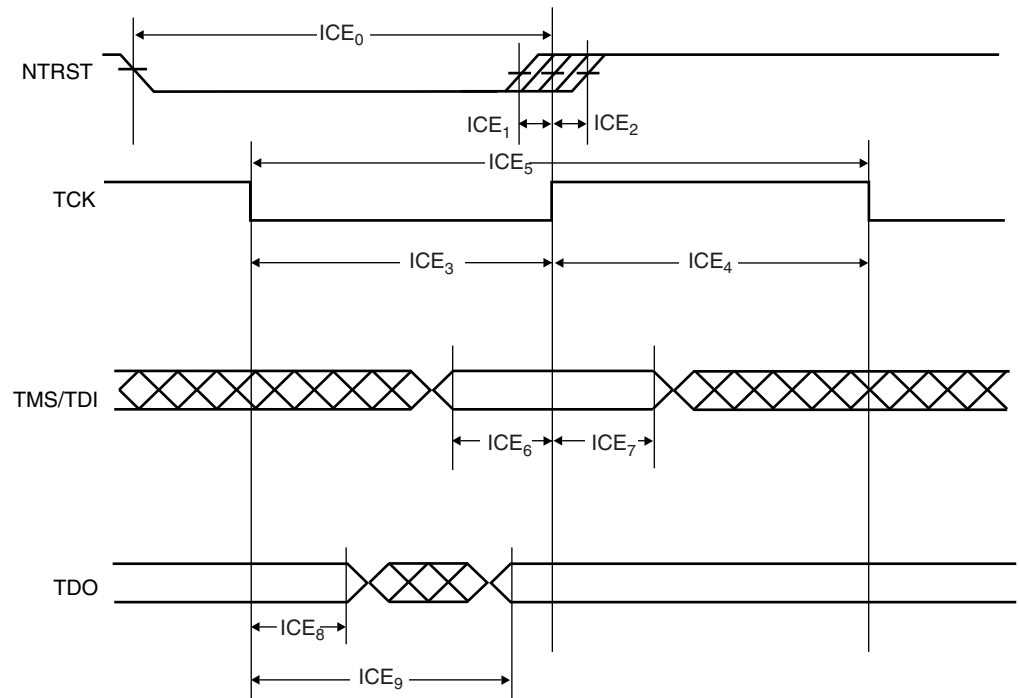 ICE₀
NTRST
ICE₁ ICE₂
ICE₅
TCK
ICE₃ ICE₄
TMS/TDI
ICE₆ ICE₇
TDO
ICE₈
ICE₉